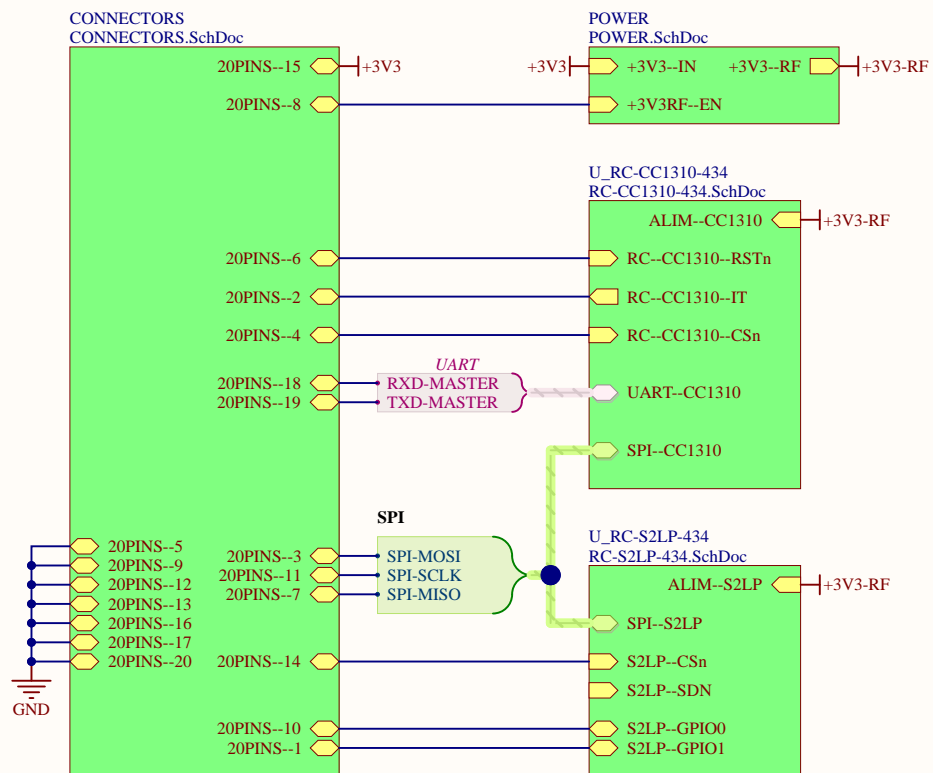 CONNECTORS
CONNECTORS.SchDoc
20PINS--15
+3V3
20PINS--8
20PINS--6
20PINS--2
20PINS--4
20PINS--18
20PINS--19
UART
RXD-MASTER
TXD-MASTER
SPI
20PINS--3
20PINS--11
20PINS--7
SPI-MOSI
SPI-SCLK
SPI-MISO
20PINS--5
20PINS--9
20PINS--12
20PINS--13
20PINS--16
20PINS--17
20PINS--20
GND
20PINS--14
20PINS--10
20PINS--1
POWER
POWER.SchDoc
+3V3
+3V3--IN
+3V3--RF
+3V3-RF
+3V3RF--EN
U_RC-CC1310-434
RC-CC1310-434.SchDoc
ALIM--CC1310
+3V3-RF
RC--CC1310--RSTn
RC--CC1310--IT
RC--CC1310--CSn
UART--CC1310
SPI--CC1310
U_RC-S2LP-434
RC-S2LP-434.SchDoc
ALIM--S2LP
+3V3-RF
SPI--S2LP
S2LP--CSn
S2LP--SDN
S2LP--GPIO0
S2LP--GPIO1